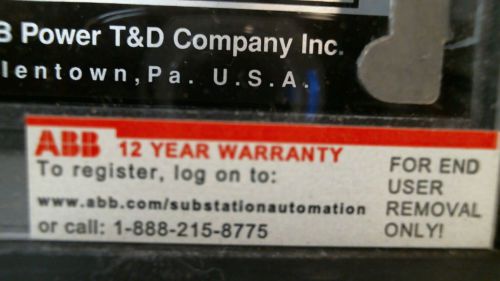 B Power T&D Company Inc.
lentown, Pa. U.S.A.
ABB 12 YEAR WARRANTY
To register, log on to:
www.abb.com/substationautomation
or call: 1-888-215-8775
FOR END
USER
REMOVAL
ONLY!